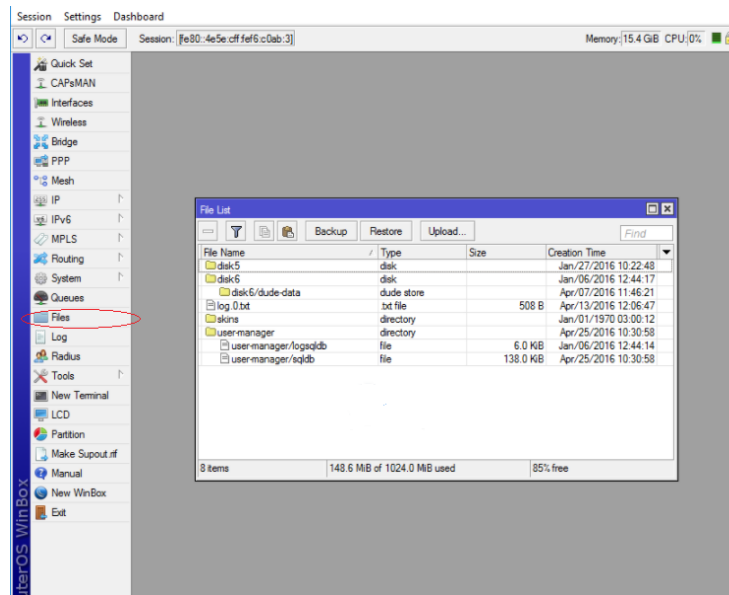 Session Settings Dashboard
Safe Mode Session: fe80::4e5e:cff:fef6:c0ab:3] Memory: 15.4 GiB CPU: 0%
Quick Set
CAPsMAN
Interfaces
Wireless
Bridge
PPP
Mesh
IP
IPv6
MPLS
Routing
System
Queues
Files
Log
Radius
Tools
New Terminal
LCD
Partition
Make Supout.rif
Manual
New WinBox
Exit
uterOS WinBox
File List
Backup Restore Upload... Find
File Name Type Size Creation Time
disk5 disk Jan/27/2016 10:22:48
disk6 disk Jan/06/2016 12:44:17
disk6/dude-data dude store Apr/07/2016 11:46:21
log.0.txt .txt file 508 B Apr/13/2016 12:06:47
skins directory Jan/01/1970 03:00:12
user-manager directory Apr/25/2016 10:30:58
user-manager/logsqldb file 6.0 KiB Jan/06/2016 12:44:14
user-manager/sqldb file 138.0 KiB Apr/25/2016 10:30:58
8 items 148.6 MiB of 1024.0 MiB used 85% free